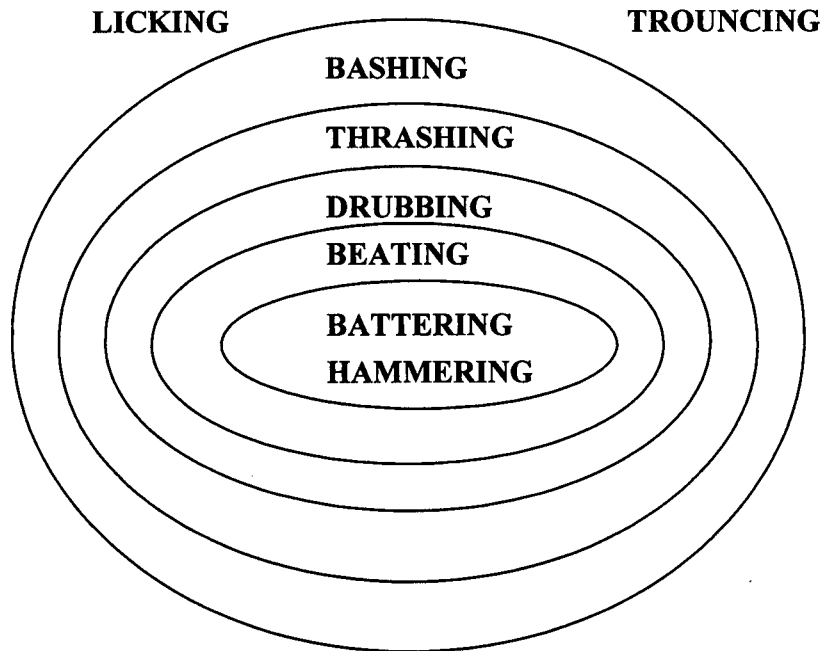 LICKING TROUNCING
BASHING
THRASHING
DRUBBING
BEATING
BATTERING
HAMMERING